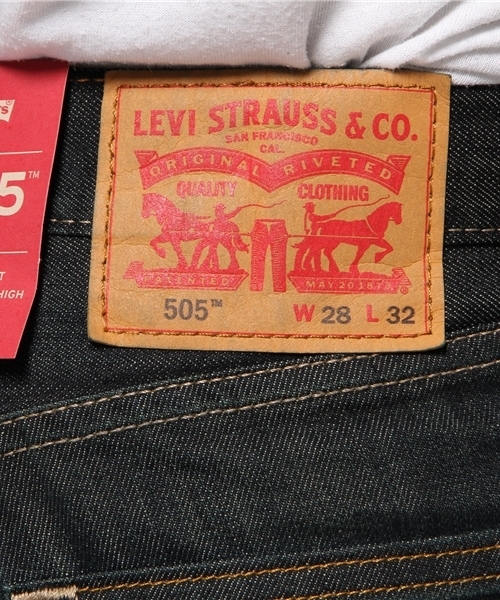 LEVI STRAUSS & CO.
SAN FRANCISCO
CAL.
ORIGINAL RIVETED
QUALITY CLOTHING
PATENTED MAY 20 1873
505™ W 28 L 32
5™
HIGH